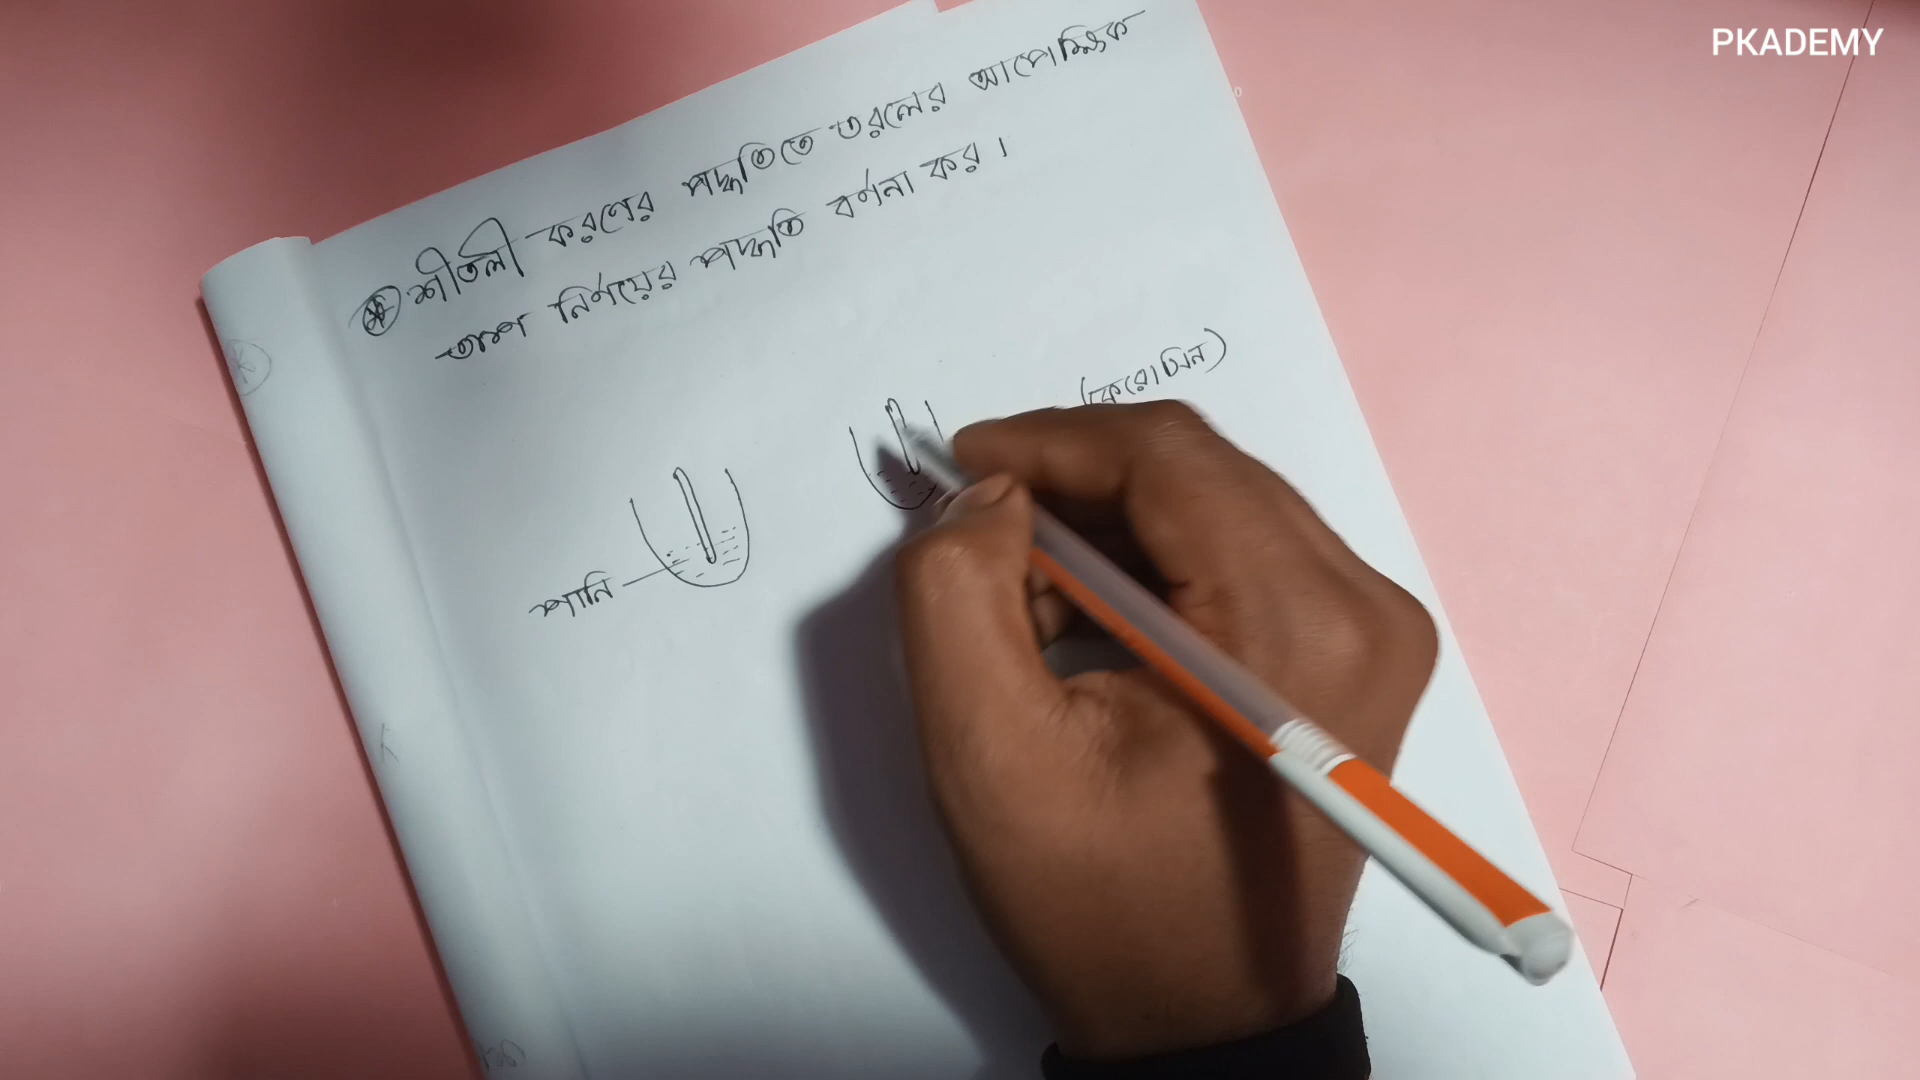 PKADEMY
শীতলী করণের পদ্ধতিতে তরলের আপেক্ষিক
তাপ নির্ণয়ের পদ্ধতি বর্ণনা কর।
(কেরোসিন)
পানি